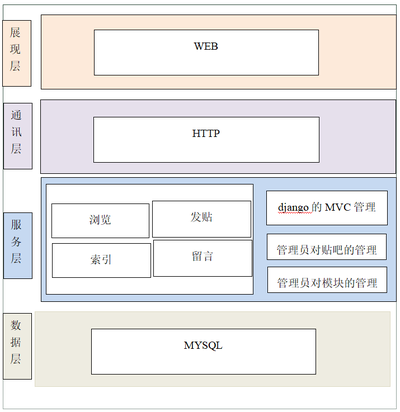 展现层
WEB
通讯层
HTTP
服务层
浏览
发贴
索引
留言
django 的 MVC 管理
管理员对贴吧的管理
管理员对模块的管理
数据层
MYSQL